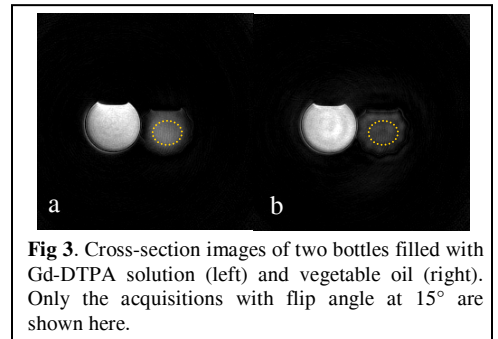 a b
Fig 3. Cross-section images of two bottles filled with
Gd-DTPA solution (left) and vegetable oil (right).
Only the acquisitions with flip angle at 15° are
shown here.